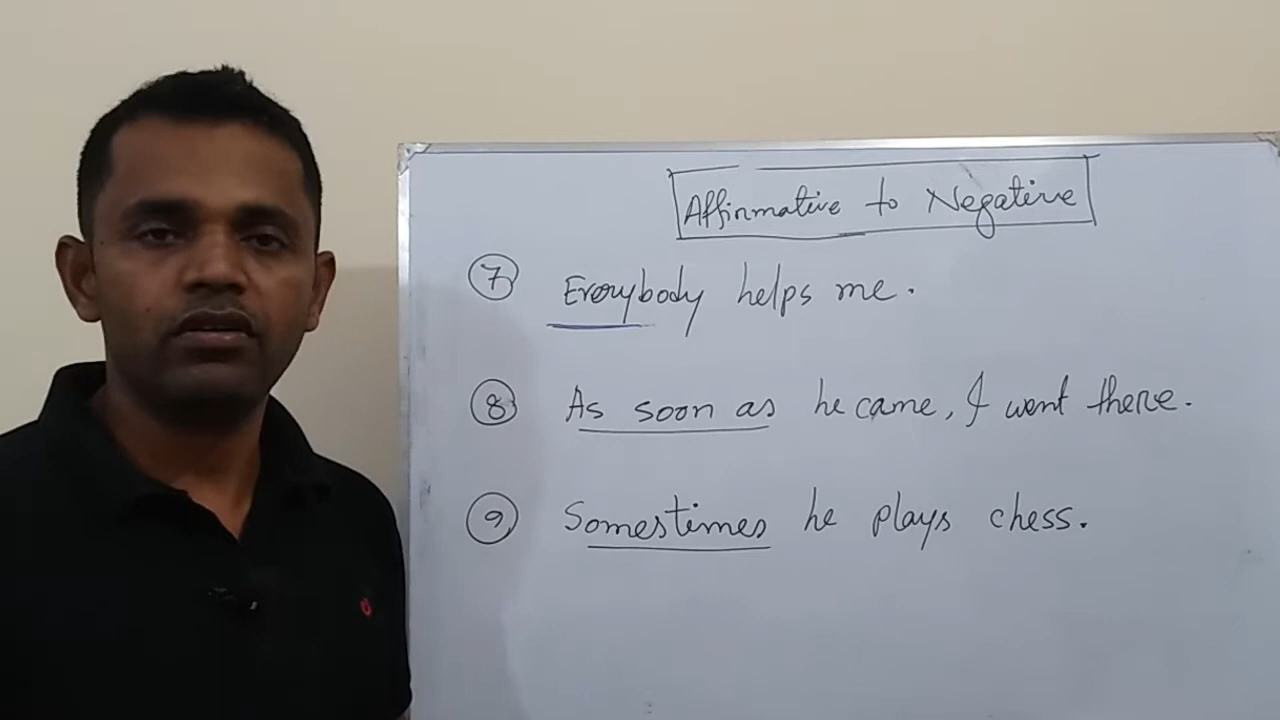 Affirmative to Negative
7 Everybody helps me.
8 As soon as he came, I went there.
9 Somestimes he plays chess.